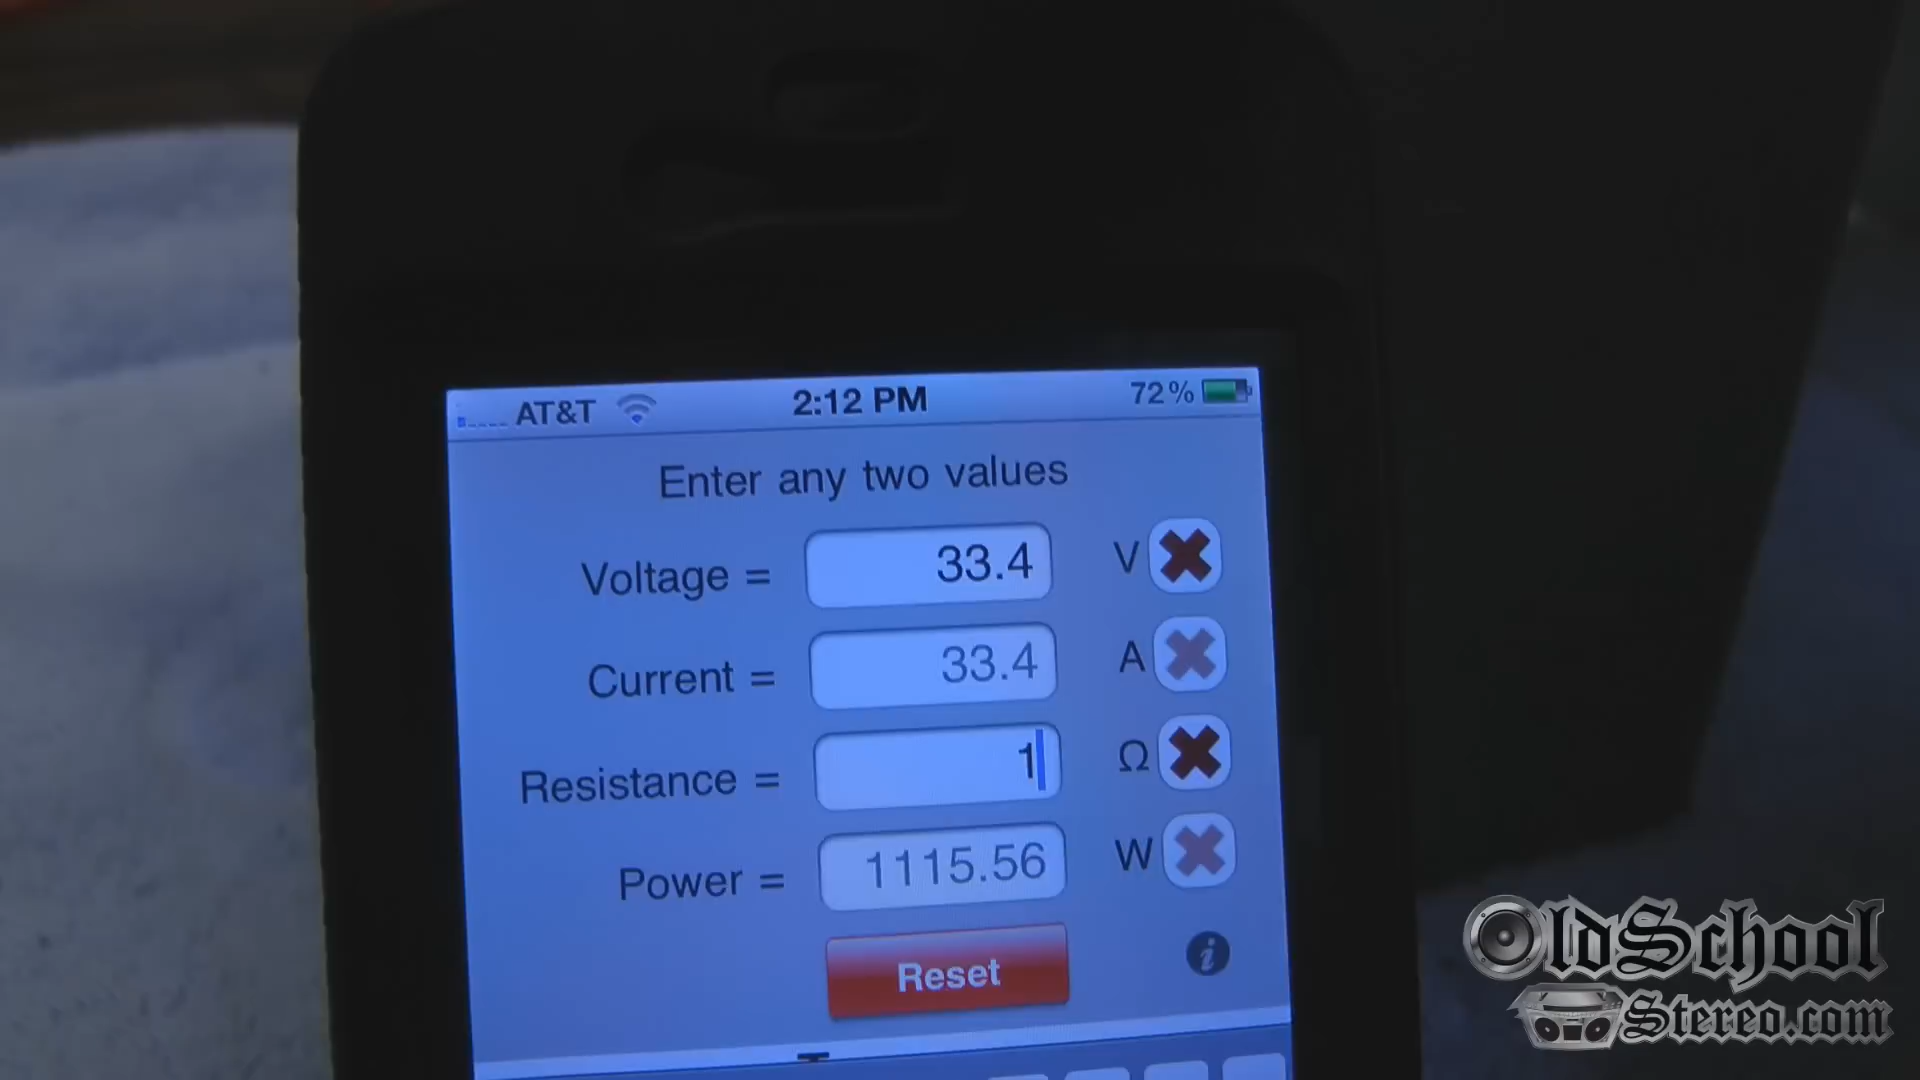 AT&T 2:12 PM 72%
Enter any two values
Voltage = 33.4 V
Current = 33.4 A
Resistance = 1 Ω
Power = 1115.56 W
Reset i
OldSchool
Stereo.com